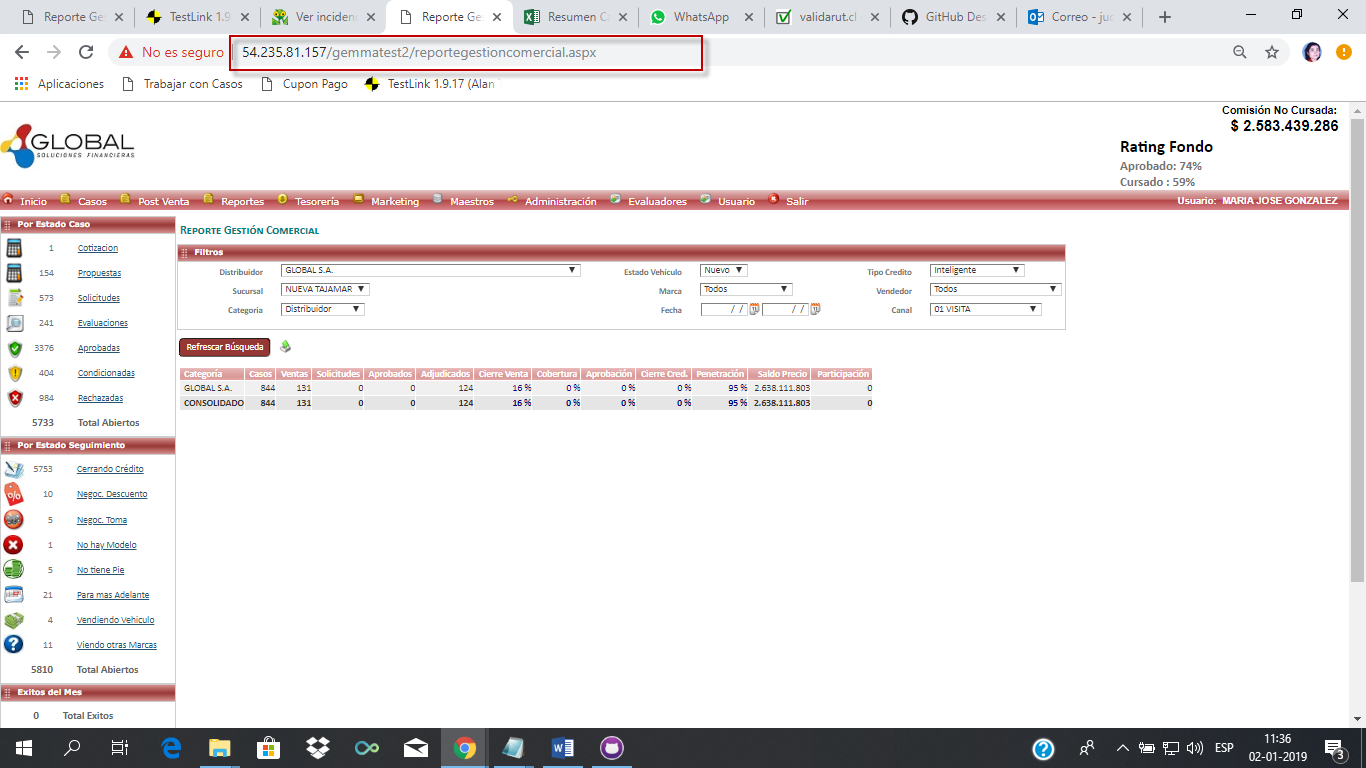 Reporte Ge
TestLink 1.9
Ver inciden
Reporte Ge
Resumen C
WhatsApp
validarut.cl
GitHub Des
Correo - juc
No es seguro
54.235.81.157/gemmatest2/reportegestioncomercial.aspx
Aplicaciones
Trabajar con Casos
Cupon Pago
TestLink 1.9.17 (Alan
GLOBAL
SOLUCIONES FINANCIERAS
Comisión No Cursada:
$ 2.583.439.286
Rating Fondo
Aprobado: 74%
Cursado : 59%
Inicio Casos Post Venta Reportes Tesorería Marketing Maestros Administración Evaluadores Usuario Salir
Usuario: MARIA JOSE GONZALEZ
Por Estado Caso
1 Cotizacion
154 Propuestas
573 Solicitudes
241 Evaluaciones
3376 Aprobadas
404 Condicionadas
984 Rechazadas
5733 Total Abiertos
Por Estado Seguimiento
5753 Cerrando Crédito
10 Negoc. Descuento
5 Negoc. Toma
1 No hay Modelo
5 No tiene Pie
21 Para mas Adelante
4 Vendiendo Vehiculo
11 Viendo otras Marcas
5810 Total Abiertos
Exitos del Mes
0 Total Exitos
REPORTE GESTIÓN COMERCIAL
Filtros
Distribuidor GLOBAL S.A. Estado Vehículo Nuevo Tipo Credito Inteligente
Sucursal NUEVA TAJAMAR Marca Todos Vendedor Todos
Categoria Distribuidor Fecha / / / / Canal 01 VISITA
Refrescar Búsqueda
Categoría Casos Ventas Solicitudes Aprobados Adjudicados Cierre Venta Cobertura Aprobación Cierre Cred. Penetración Saldo Precio Participación
GLOBAL S.A. 844 131 0 0 124 16 % 0 % 0 % 0 % 95 % 2.638.111.803 0
CONSOLIDADO 844 131 0 0 124 16 % 0 % 0 % 0 % 95 % 2.638.111.803 0
ESP
11:36
02-01-2019
3